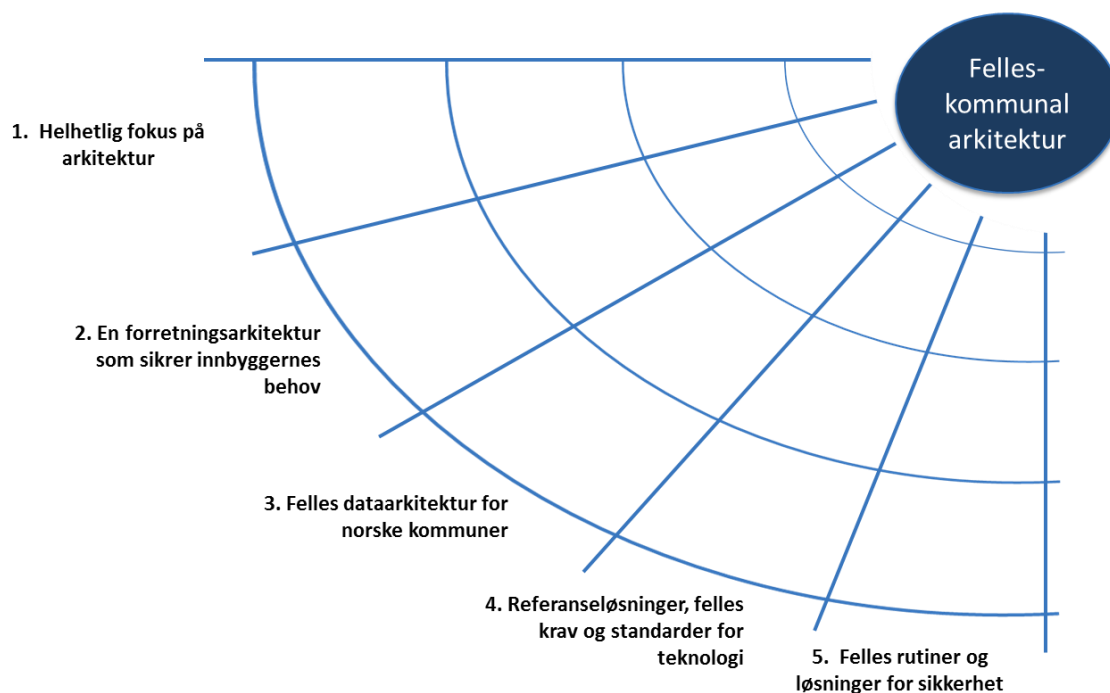 Felles-
kommunal
arkitektur
1. Helhetlig fokus på
arkitektur
2. En forretningsarkitektur
som sikrer innbyggernes
behov
3. Felles dataarkitektur for
norske kommuner
4. Referanseløsninger, felles
krav og standarder for
teknologi
5. Felles rutiner og
løsninger for sikkerhet